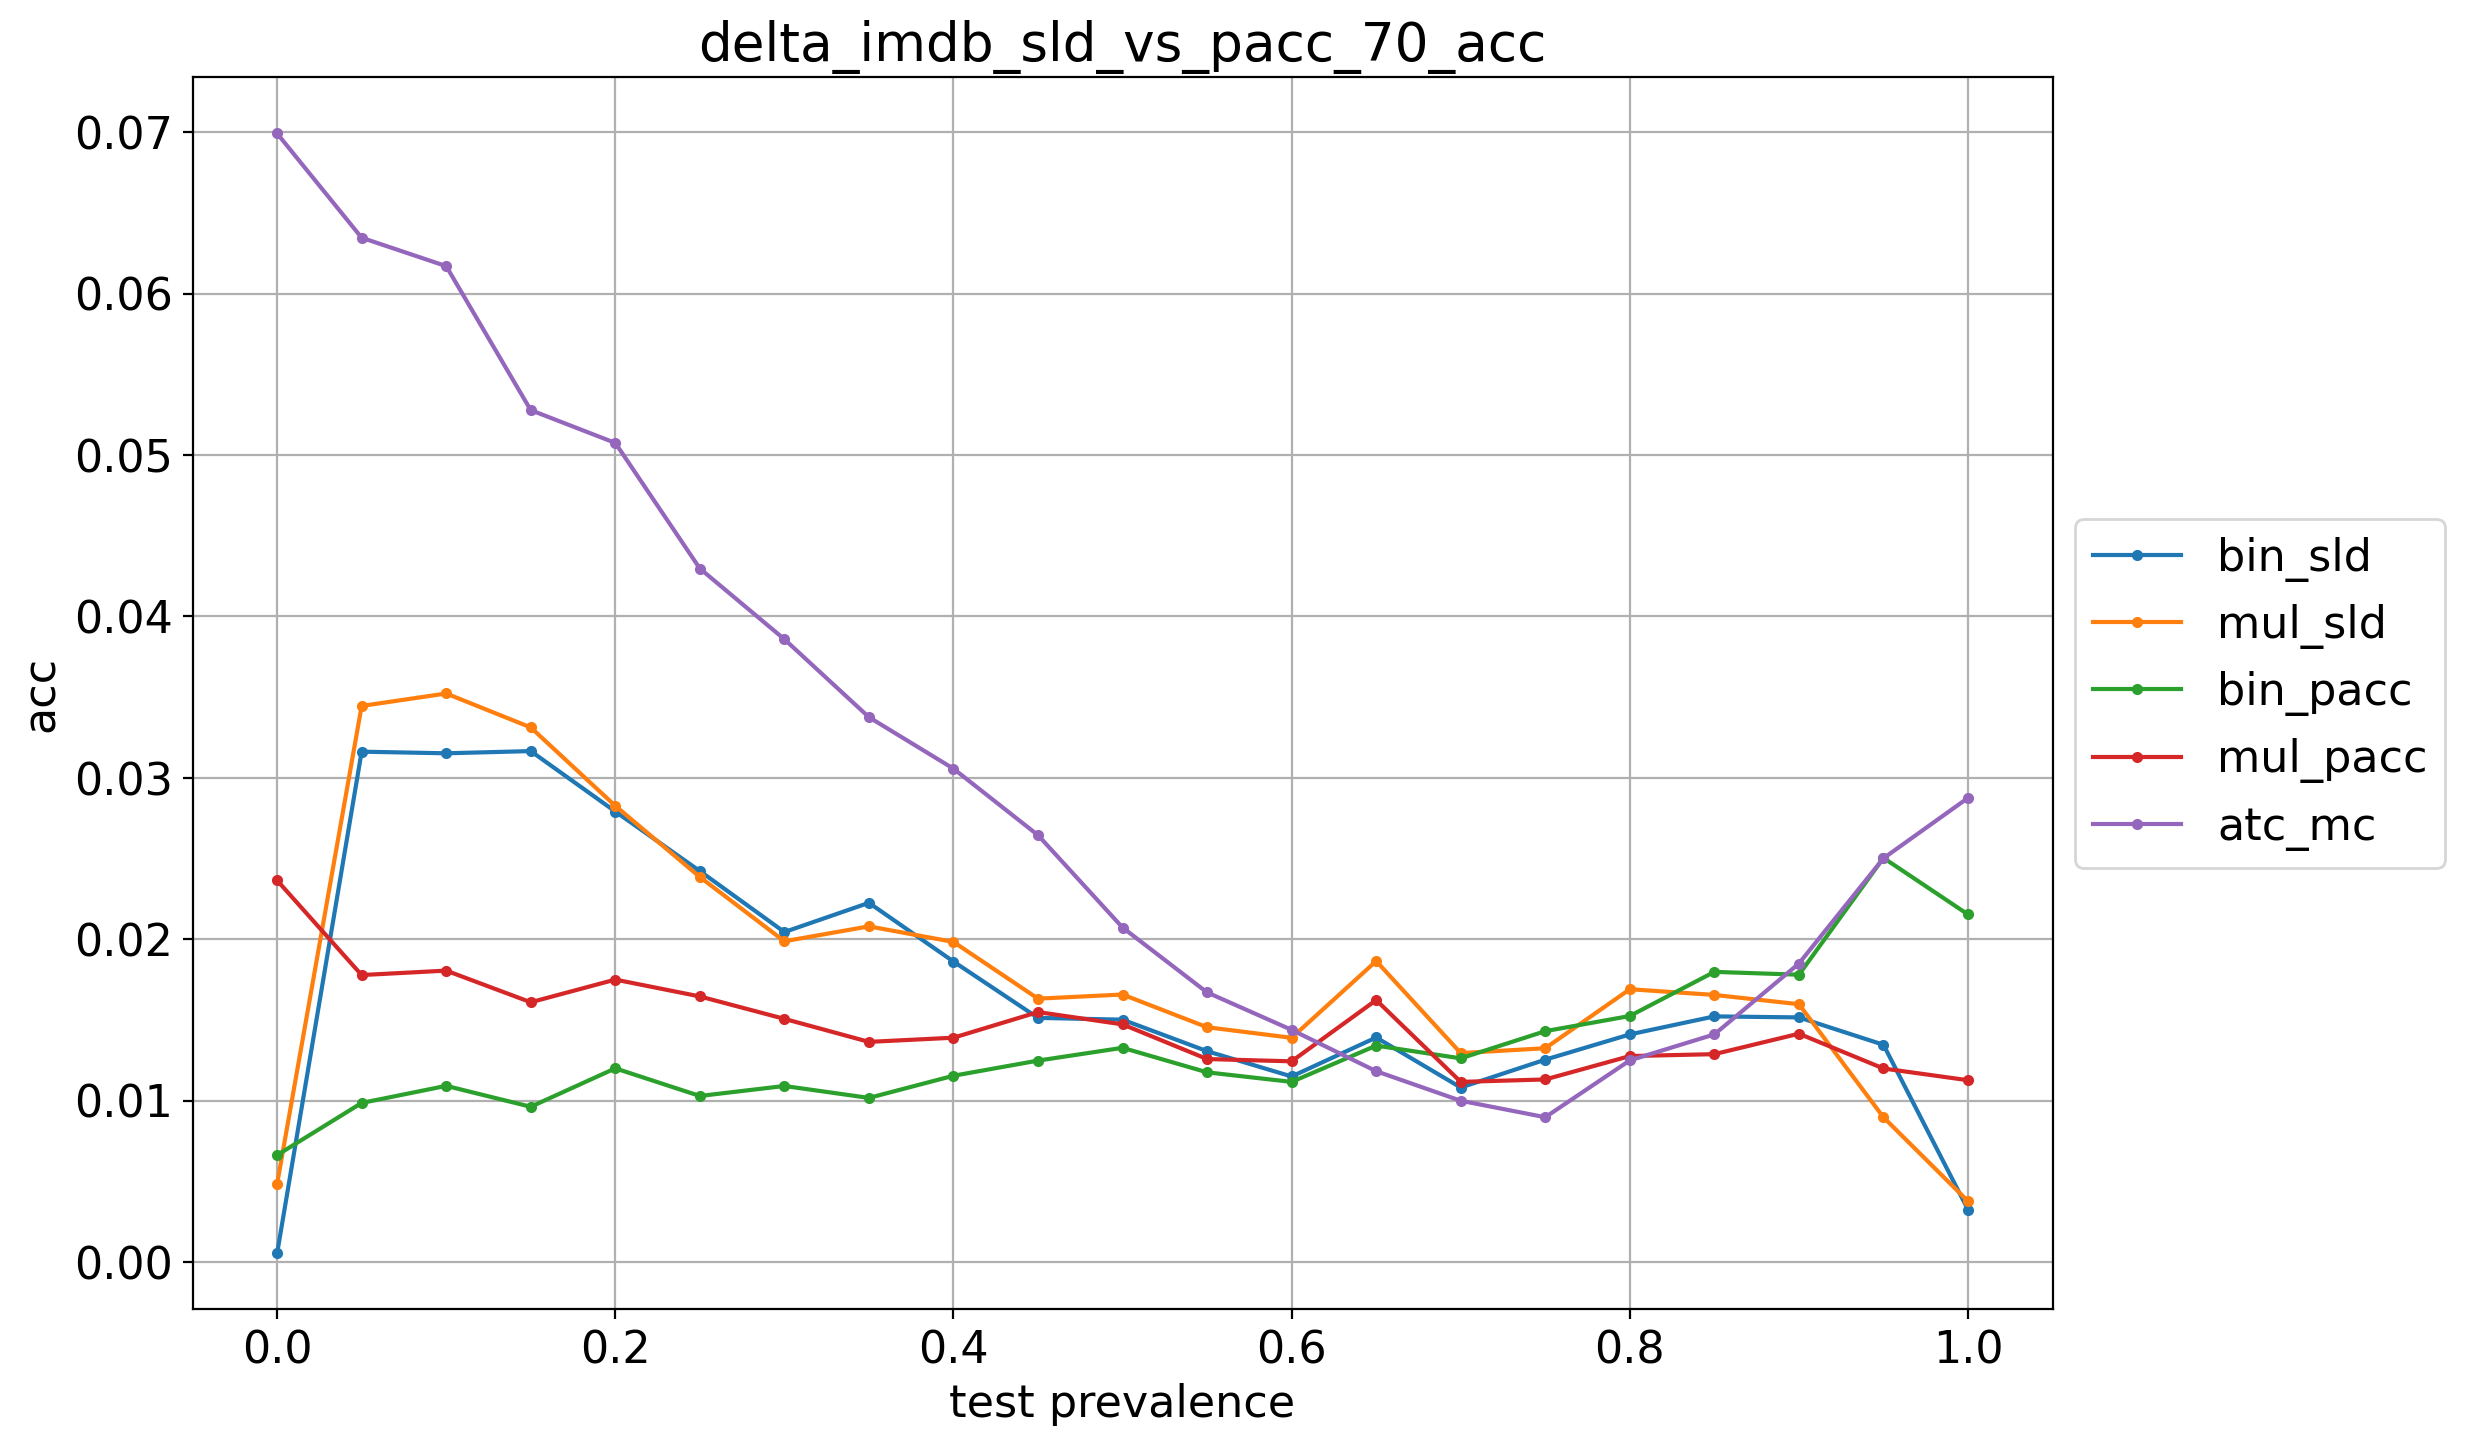 delta_imdb_sld_vs_pacc_70_acc
0.07
0.06
0.05
0.04
0.03
0.02
0.01
0.00
acc
0.0 0.2 0.4 0.6 0.8 1.0
test prevalence
bin_sld
mul_sld
bin_pacc
mul_pacc
atc_mc